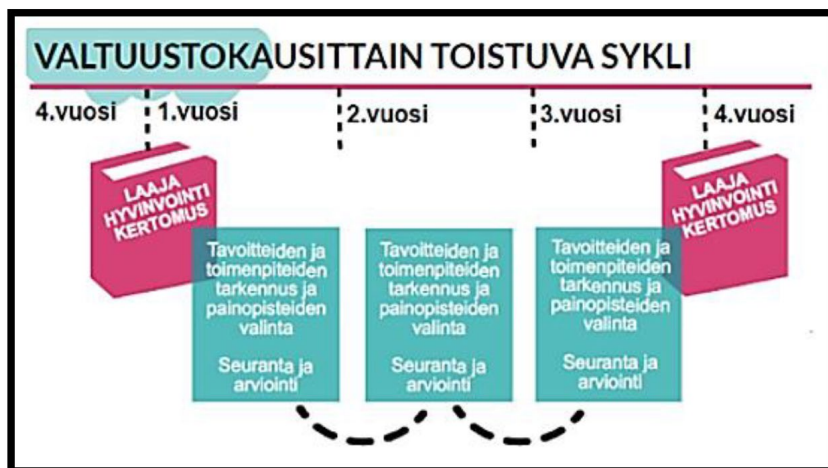 VALTUUSTOKAUSITTAIN TOISTUVA SYKLI
4.vuosi
1.vuosi
2.vuosi
3.vuosi
4.vuosi
LAAJA
HYVINVOINTI
KERTOMUS
LAAJA
HYVINVOINTI
KERTOMUS
Tavoitteiden ja
toimenpiteiden
tarkennus ja
painopisteiden
valinta
Seuranta ja
arviointi
Tavoitteiden ja
toimenpiteiden
tarkennus ja
painopisteiden
valinta
Seuranta ja
arviointi
Tavoitteiden ja
toimenpiteiden
tarkennus ja
painopisteiden
valinta
Seuranta ja
arviointi